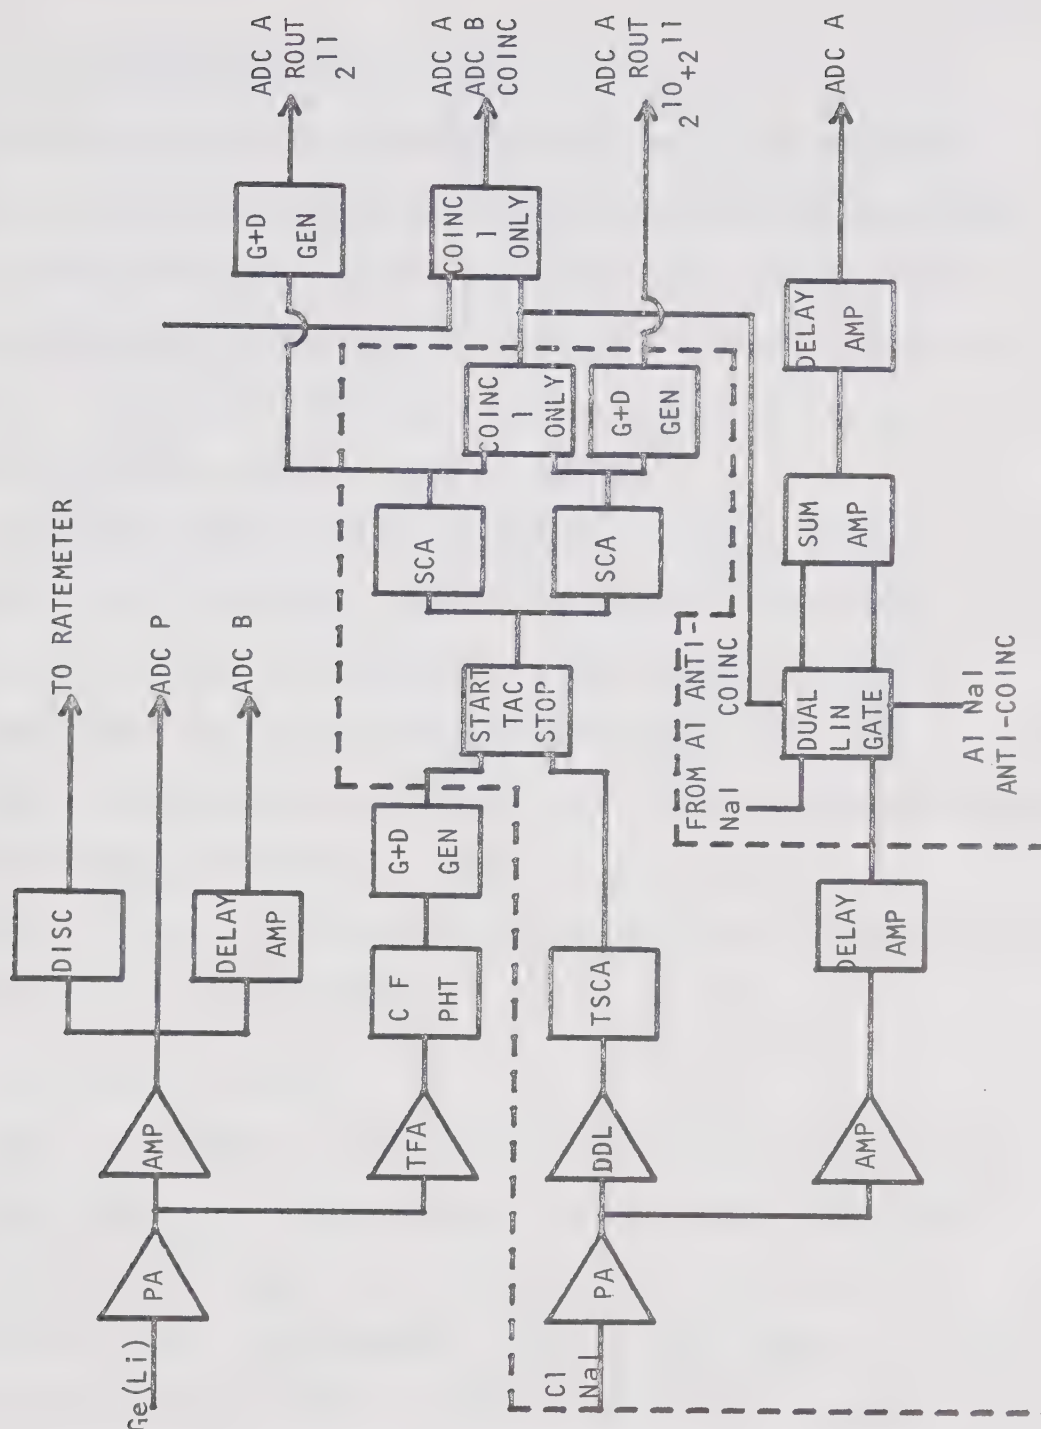 Ge(Li)
PA
AMP
DISC
TO RATEMETER
ADC P
DELAY
AMP
ADC B
TFA
C F
PHT
G+D
GEN
START
TAC
STOP
SCA
SCA
G+D
GEN
ADC A
ROUT
2^11
COINC
1
ONLY
COINC
1
ONLY
ADC A
ADC B
COINC
G+D
GEN
ADC A
ROUT
2^10+2^11
C1
NaI
PA
DDL
TSCA
AMP
DELAY
AMP
FROM A1 ANTI-
NaI COINC
DUAL
LIN
GATE
A1 NaI
ANTI-COINC
SUM
AMP
DELAY
AMP
ADC A